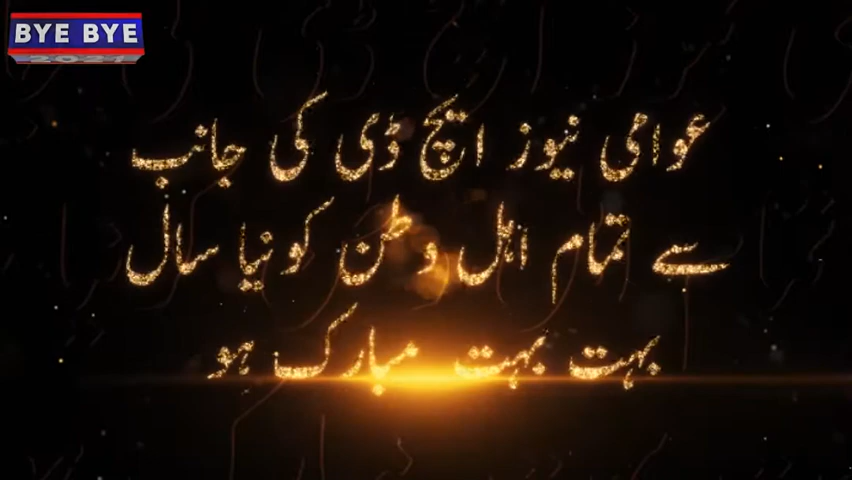 BYE BYE
2021
عوامی نیوز ایچ ڈی کی جانب
سے تمام اہل وطن کو نیا سال
بہت بہت مبارک ہو